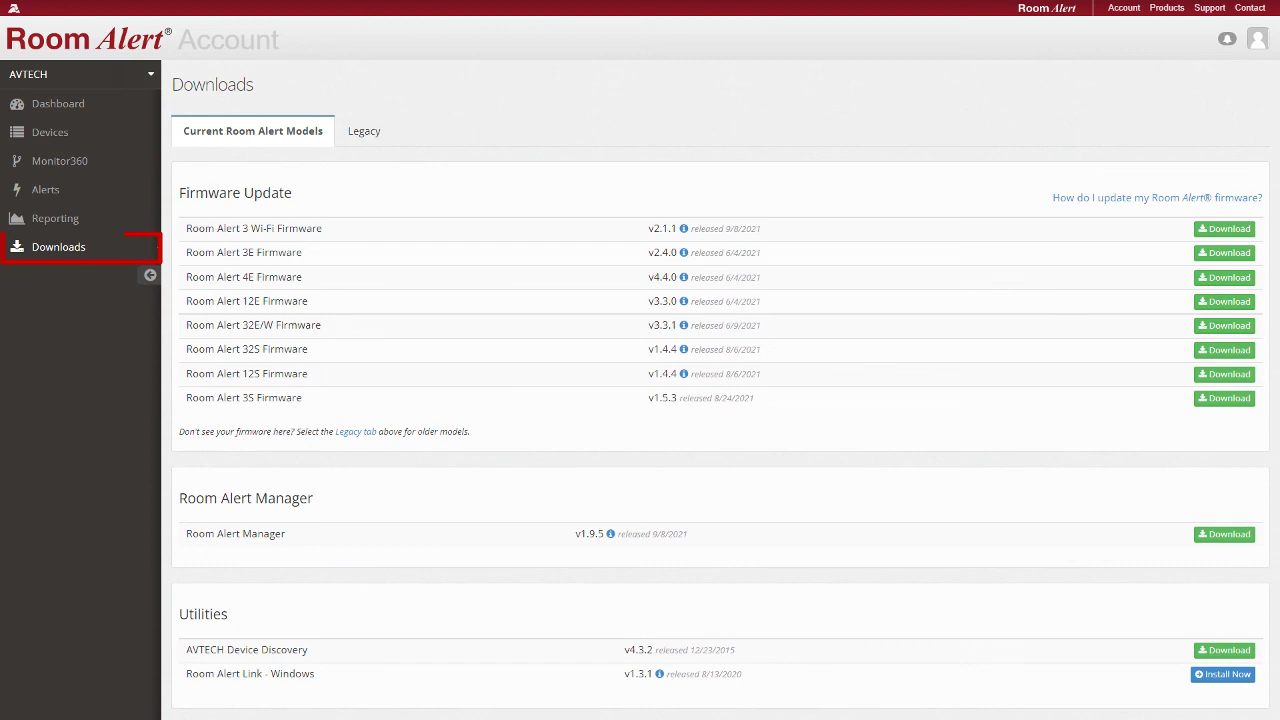 Room Alert Account Products Support Contact
Room Alert® Account
AVTECH
Dashboard
Devices
Monitor360
Alerts
Reporting
Downloads
Downloads
Current Room Alert Models Legacy
Firmware Update
How do I update my Room Alert® firmware?
Room Alert 3 Wi-Fi Firmware v2.1.1 released 9/8/2021 Download
Room Alert 3E Firmware v2.4.0 released 6/4/2021 Download
Room Alert 4E Firmware v4.4.0 released 6/4/2021 Download
Room Alert 12E Firmware v3.3.0 released 6/4/2021 Download
Room Alert 32E/W Firmware v3.3.1 released 6/9/2021 Download
Room Alert 32S Firmware v1.4.4 released 8/6/2021 Download
Room Alert 12S Firmware v1.4.4 released 8/6/2021 Download
Room Alert 3S Firmware v1.5.3 released 8/24/2021 Download
Don't see your firmware here? Select the Legacy tab above for older models.
Room Alert Manager
Room Alert Manager v1.9.5 released 9/8/2021 Download
Utilities
AVTECH Device Discovery v4.3.2 released 12/23/2015 Download
Room Alert Link - Windows v1.3.1 released 8/13/2020 Install Now